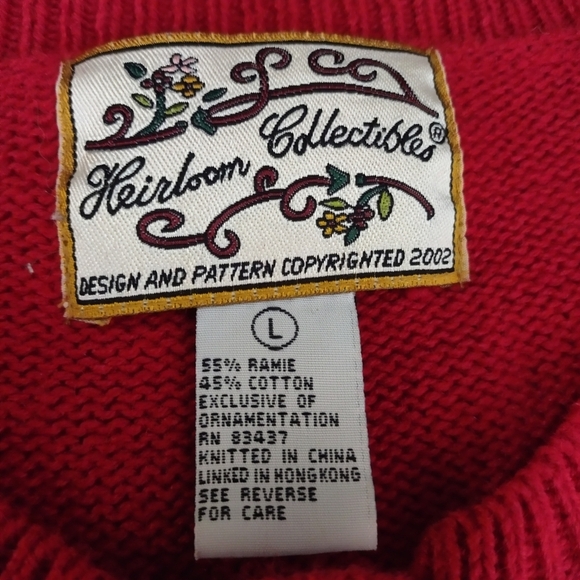 Heirloom Collectibles®
DESIGN AND PATTERN COPYRIGHTED 2002
L
55% RAMIE
45% COTTON
EXCLUSIVE OF
ORNAMENTATION
RN 83437
KNITTED IN CHINA
LINKED IN HONGKONG
SEE REVERSE
FOR CARE